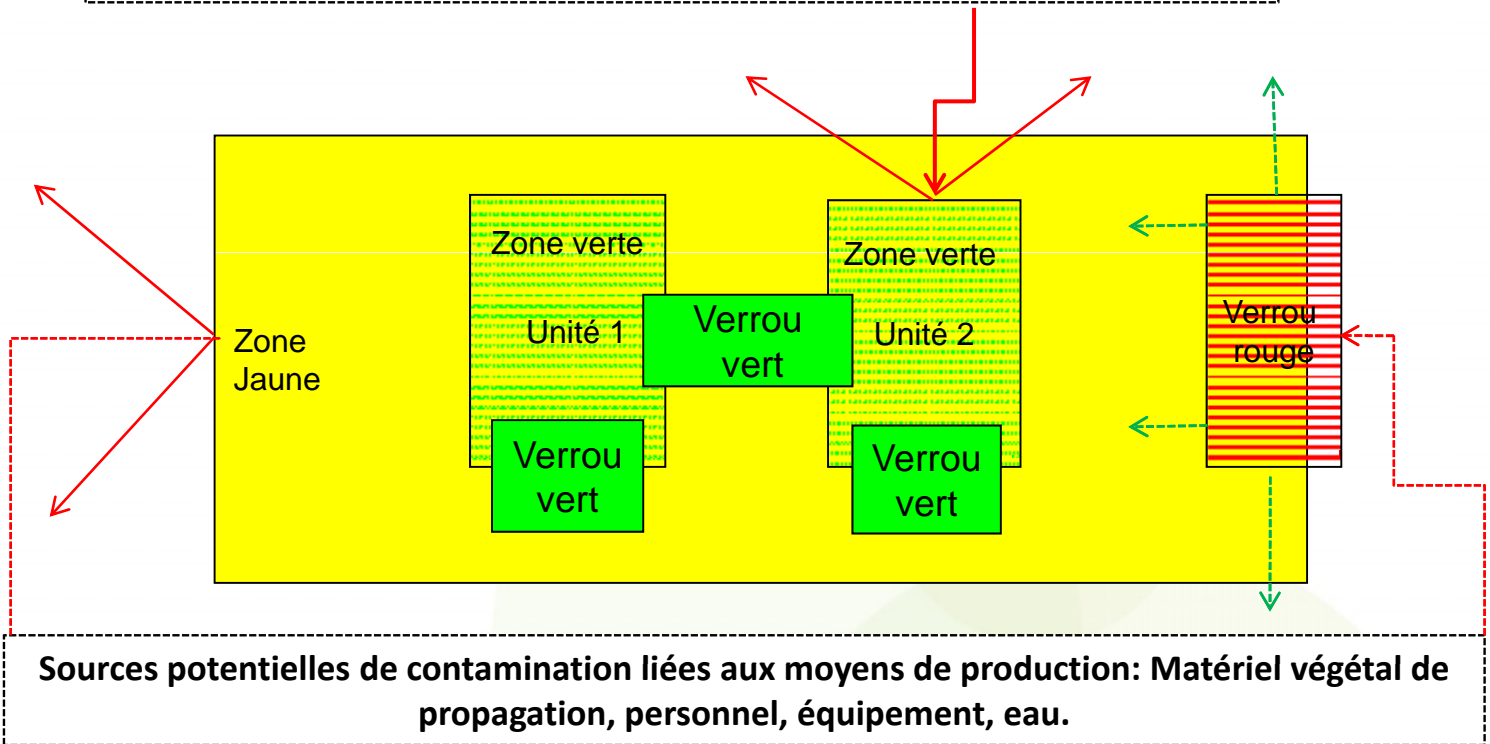 Zone verte
Zone verte
Unité 1
Verrou
vert
Unité 2
Verrou
rouge
Zone
Jaune
Verrou
vert
Verrou
vert
Sources potentielles de contamination liées aux moyens de production: Matériel végétal de
propagation, personnel, équipement, eau.